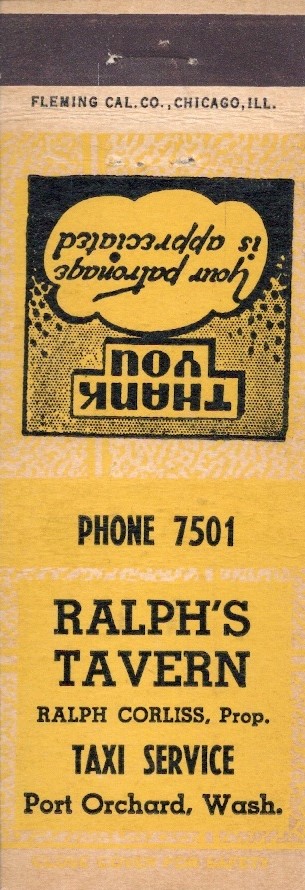 FLEMING CAL. CO., CHICAGO, ILL.
THANK
YOU
Your patronage
is appreciated
PHONE 7501
RALPH'S
TAVERN
RALPH CORLISS, Prop.
TAXI SERVICE
Port Orchard, Wash.